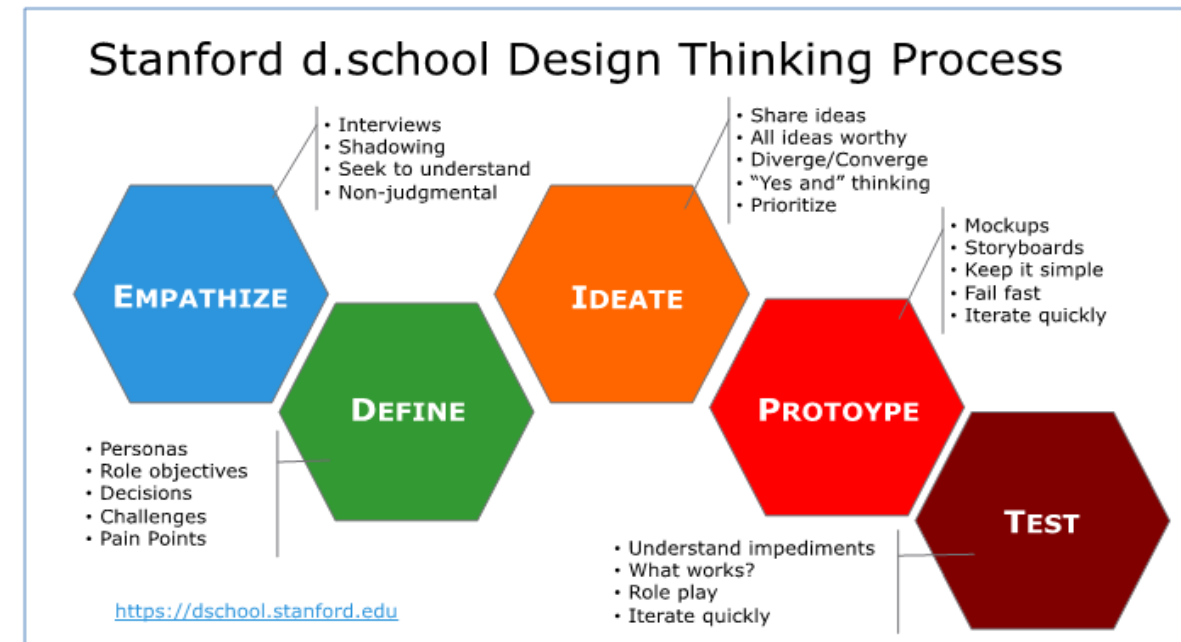 Stanford d.school Design Thinking Process
• Interviews
• Shadowing
• Seek to understand
• Non-judgmental
EMPATHIZE
• Personas
• Role objectives
• Decisions
• Challenges
• Pain Points
DEFINE
• Share ideas
• All ideas worthy
• Diverge/Converge
• “Yes and” thinking
• Prioritize
IDEATE
• Mockups
• Storyboards
• Keep it simple
• Fail fast
• Iterate quickly
PROTOYPE
• Understand impediments
• What works?
• Role play
• Iterate quickly
TEST
https://dschool.stanford.edu